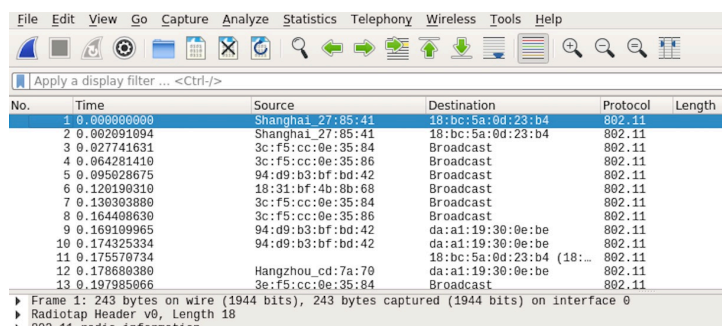 File Edit View Go Capture Analyze Statistics Telephony Wireless Tools Help
Apply a display filter ... <Ctrl-/>
No. Time Source Destination Protocol Length
1 0.000000000 Shanghai_27:85:41 18:bc:5a:0d:23:b4 802.11
2 0.002091094 Shanghai_27:85:41 18:bc:5a:0d:23:b4 802.11
3 0.027741631 3c:f5:cc:0e:35:84 Broadcast 802.11
4 0.064281410 3c:f5:cc:0e:35:86 Broadcast 802.11
5 0.095028675 94:d9:b3:bf:bd:42 Broadcast 802.11
6 0.120190310 18:31:bf:4b:8b:68 Broadcast 802.11
7 0.130303880 3c:f5:cc:0e:35:84 Broadcast 802.11
8 0.164408630 3c:f5:cc:0e:35:86 Broadcast 802.11
9 0.169109965 94:d9:b3:bf:bd:42 da:a1:19:30:0e:be 802.11
10 0.174325334 94:d9:b3:bf:bd:42 da:a1:19:30:0e:be 802.11
11 0.175570734 18:bc:5a:0d:23:b4 (18:… 802.11
12 0.178680380 Hangzhou_cd:7a:70 da:a1:19:30:0e:be 802.11
13 0.197985066 3e:f5:cc:0e:35:84 Broadcast 802.11
Frame 1: 243 bytes on wire (1944 bits), 243 bytes captured (1944 bits) on interface 0
Radiotap Header v0, Length 18
802.11 radio information